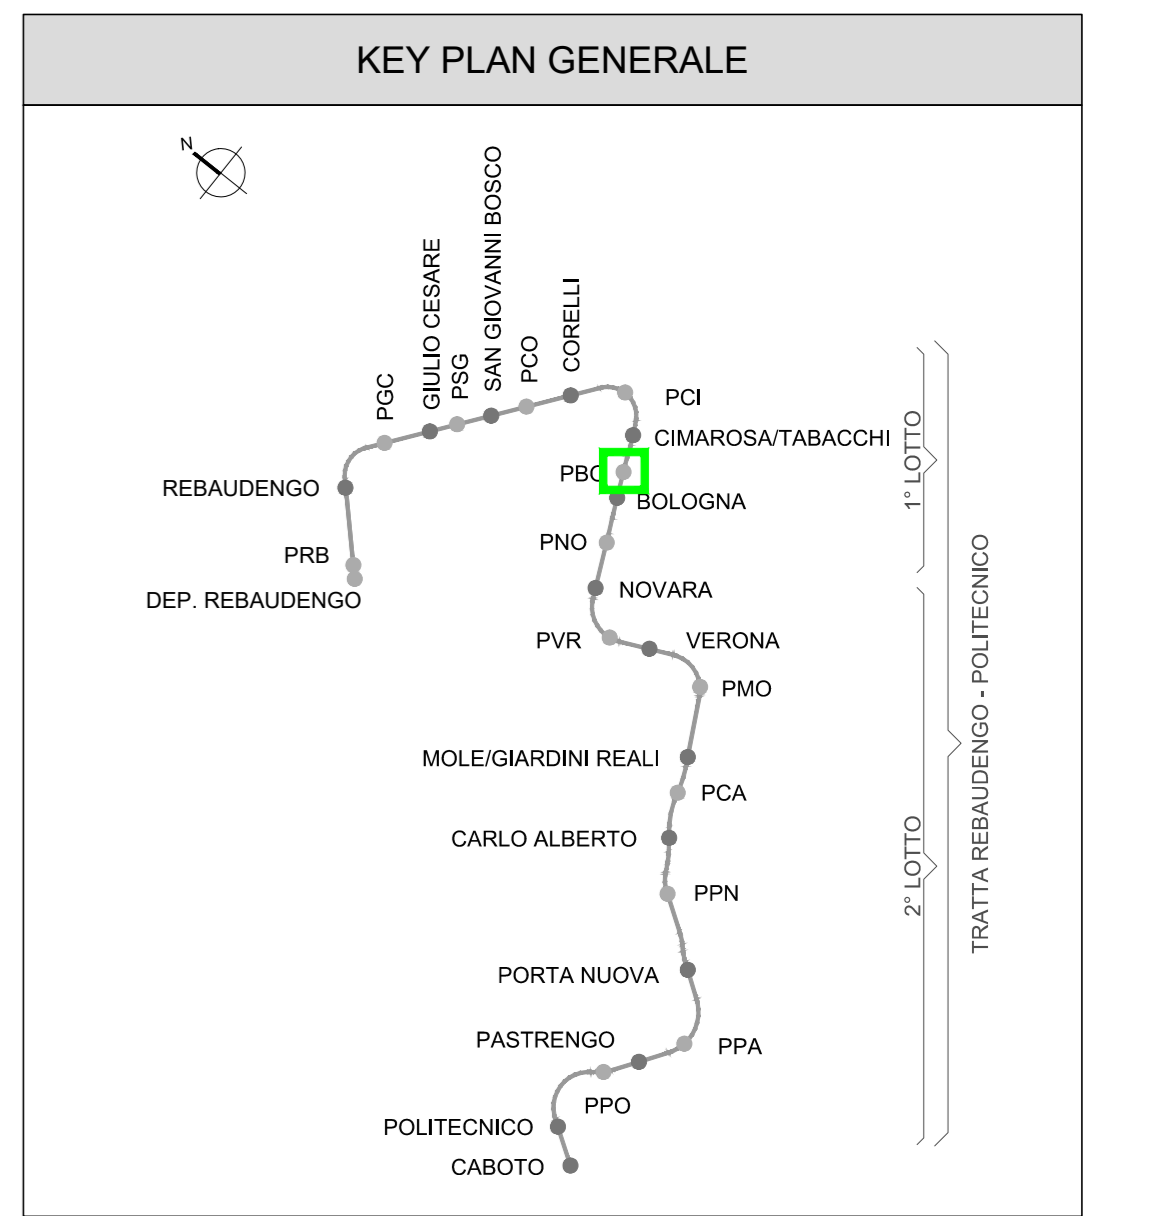 KEY PLAN GENERALE
N
PGC
GIULIO CESARE
PSG
SAN GIOVANNI BOSCO
PCO
CORELLI
PCI
CIMAROSA/TABACCHI
REBAUDENGO
BOLOGNA
PNO
PRB
NOVARA
DEP. REBAUDENGO
PVR
VERONA
PMO
MOLE/GIARDINI REALI
PCA
CARLO ALBERTO
PPN
PORTA NUOVA
PASTRENGO
PPA
PPO
POLITECNICO
CABOTO
1° LOTTO
2° LOTTO
TRATTA REBAUDENGO - POLITECNICO